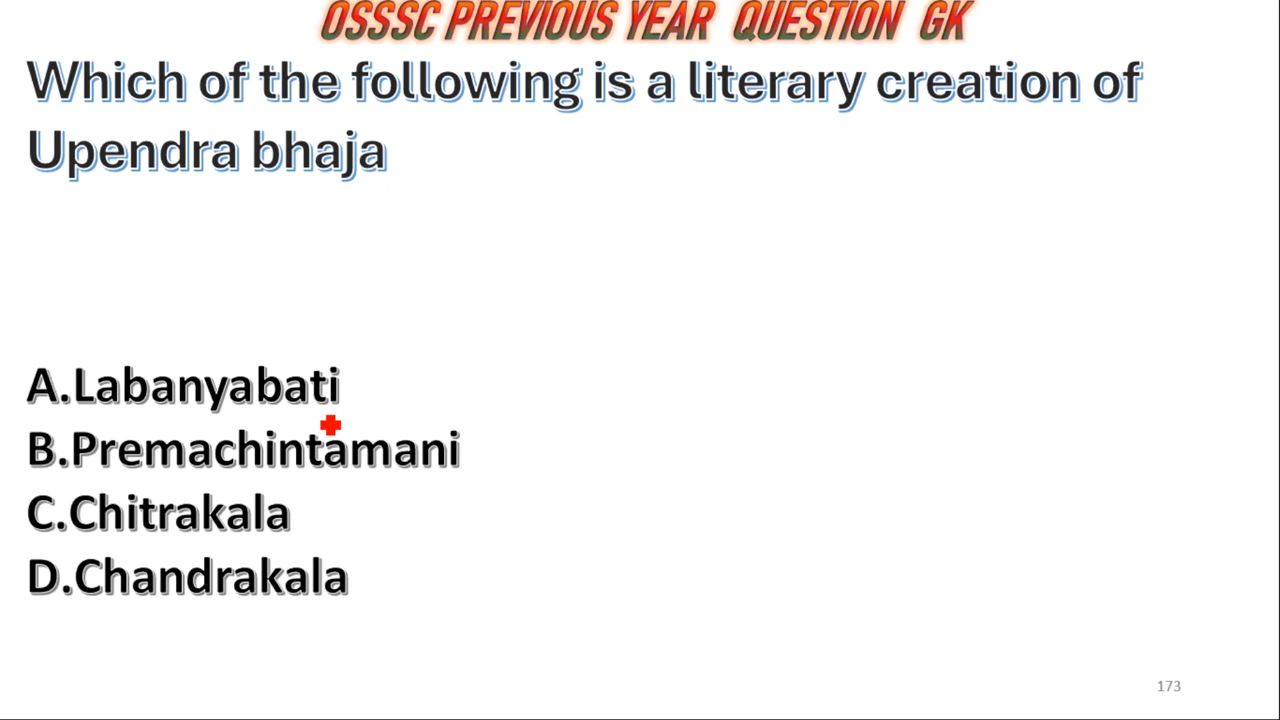 OSSSC PREVIOUS YEAR QUESTION GK
Which of the following is a literary creation of
Upendra bhaja
A.Labanyabati
B.Premachintamani
C.Chitrakala
D.Chandrakala
173